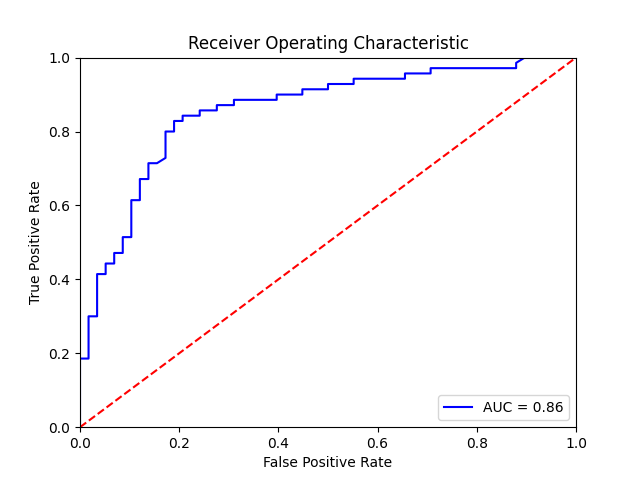 Receiver Operating Characteristic
1.0
0.8
0.6
0.4
0.2
0.0
True Positive Rate
AUC = 0.86
0.0 0.2 0.4 0.6 0.8 1.0
False Positive Rate